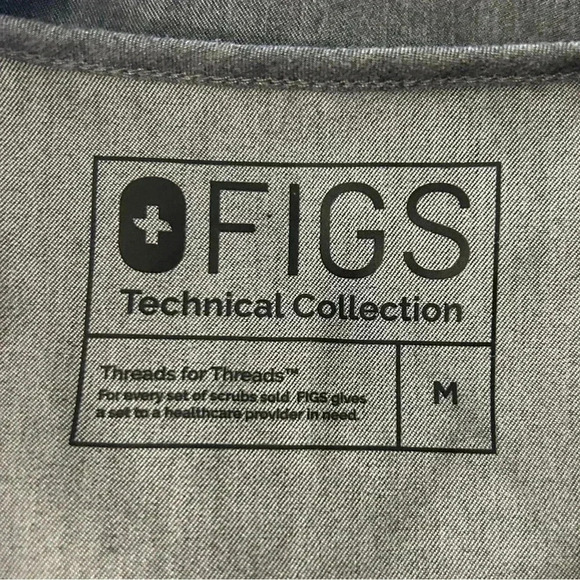 FIGS
Technical Collection
Threads for Threads™
For every set of scrubs sold, FIGS gives
a set to a healthcare provider in need.
M